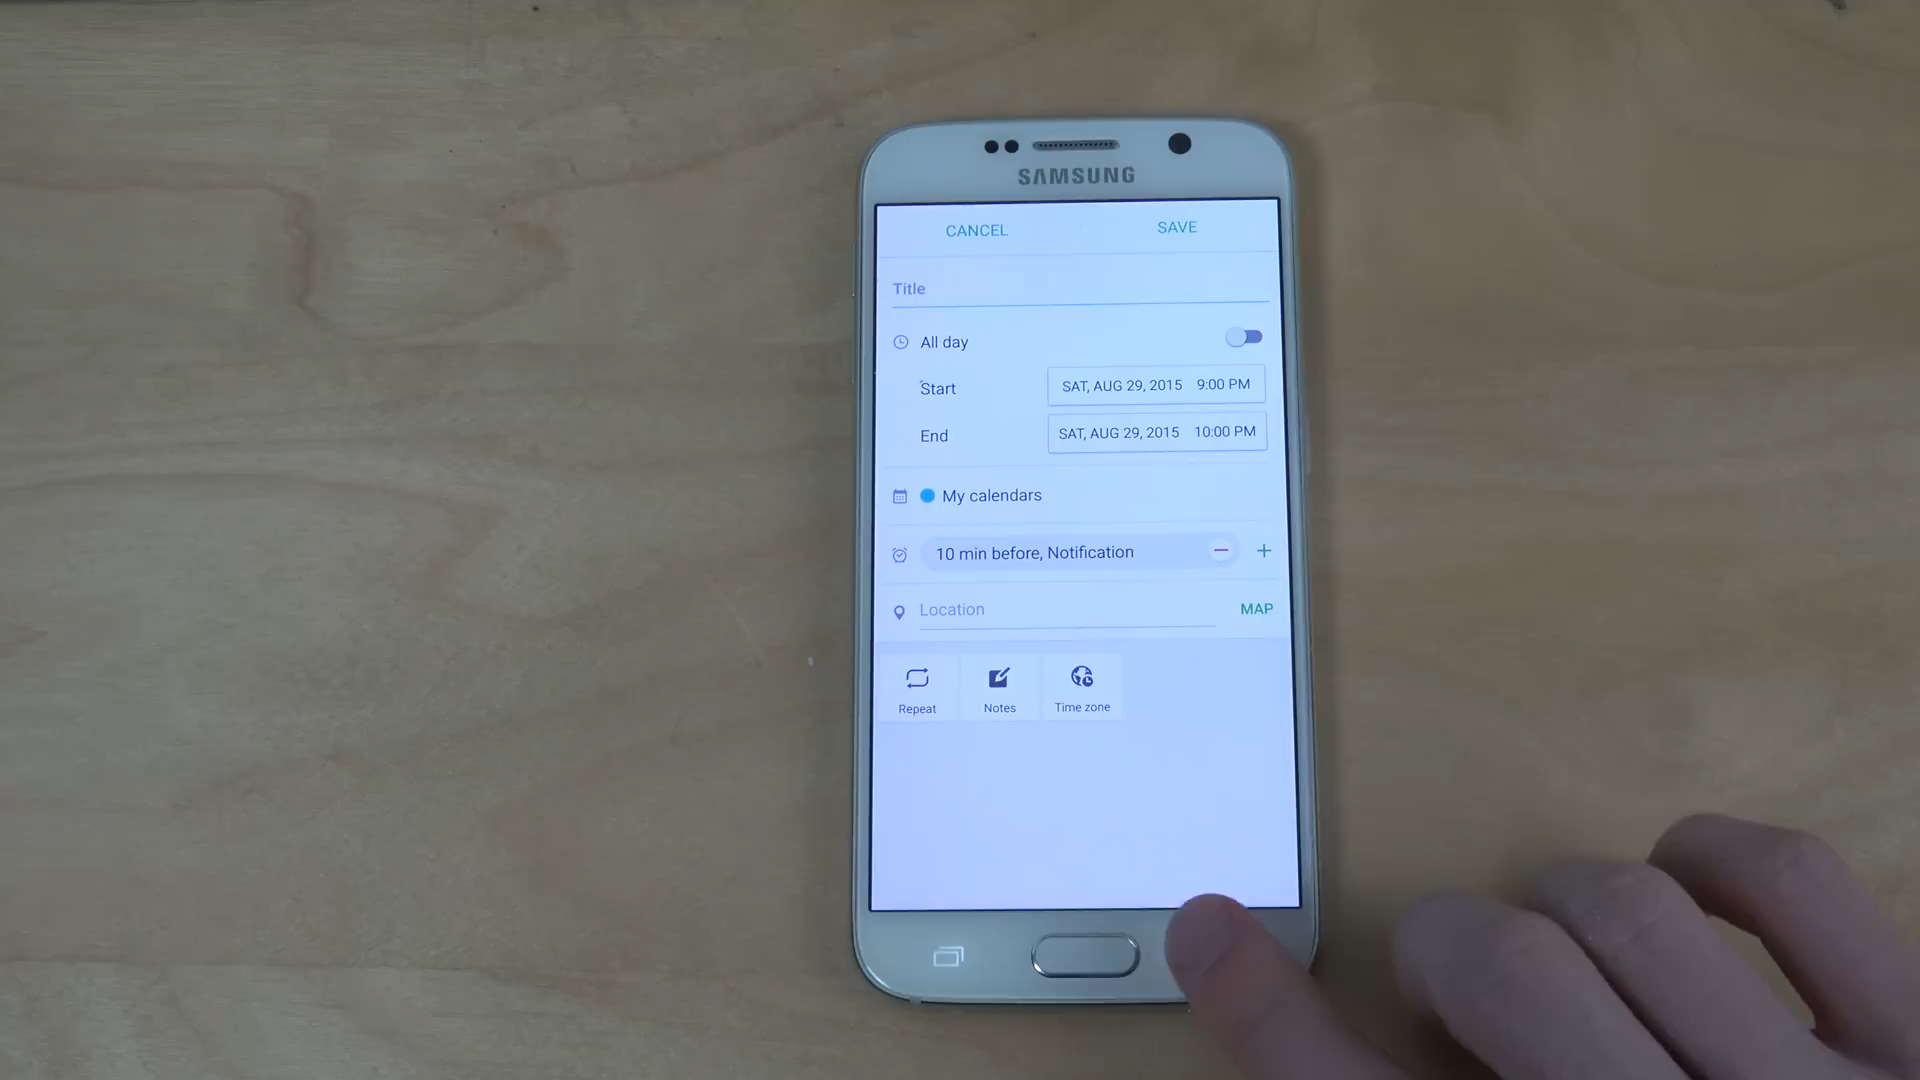 SAMSUNG
CANCEL SAVE
Title
All day
Start SAT, AUG 29, 2015 9:00 PM
End SAT, AUG 29, 2015 10:00 PM
My calendars
10 min before, Notification
Location MAP
Repeat Notes Time zone